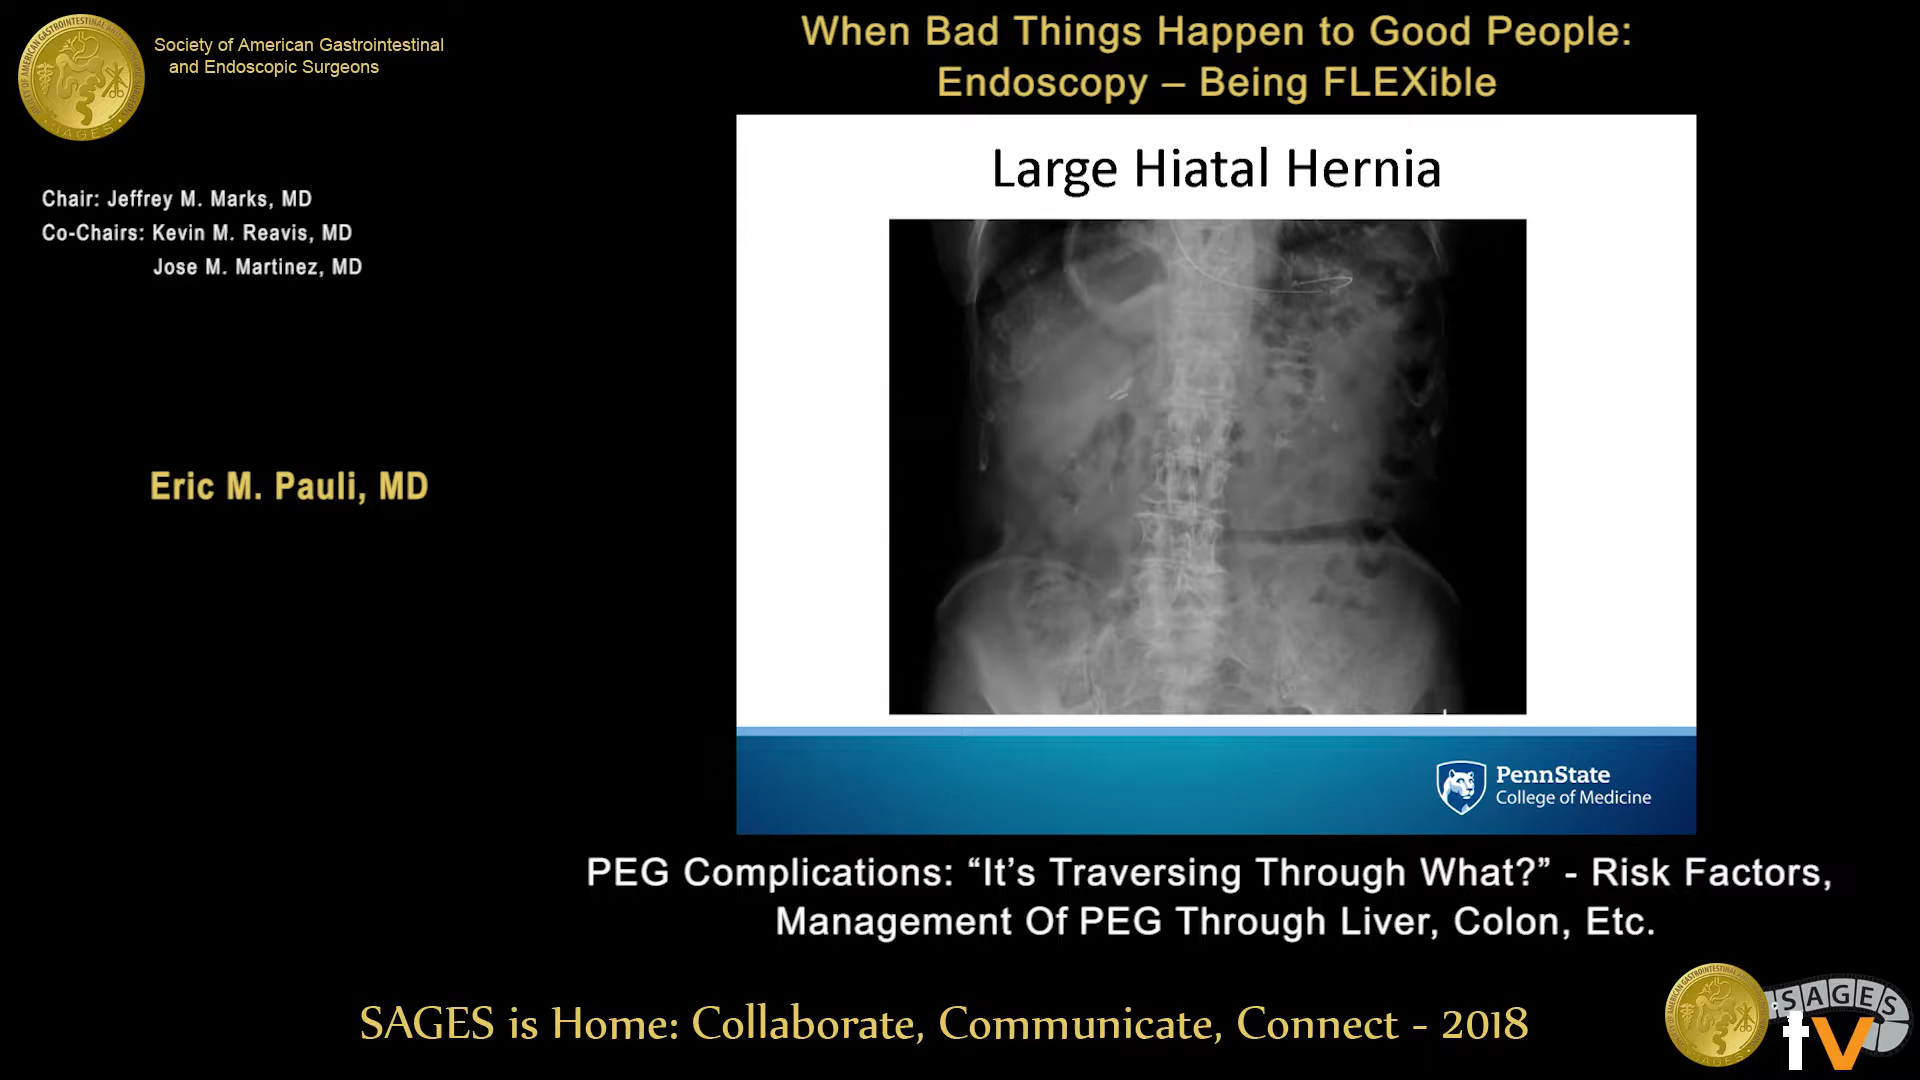 Society of American Gastrointestinal
and Endoscopic Surgeons
When Bad Things Happen to Good People:
Endoscopy – Being FLEXible
Chair: Jeffrey M. Marks, MD
Co-Chairs: Kevin M. Reavis, MD
Jose M. Martinez, MD
Eric M. Pauli, MD
Large Hiatal Hernia
PennState
College of Medicine
PEG Complications: “It’s Traversing Through What?” - Risk Factors,
Management Of PEG Through Liver, Colon, Etc.
SAGES is Home: Collaborate, Communicate, Connect - 2018
SAGES
tv